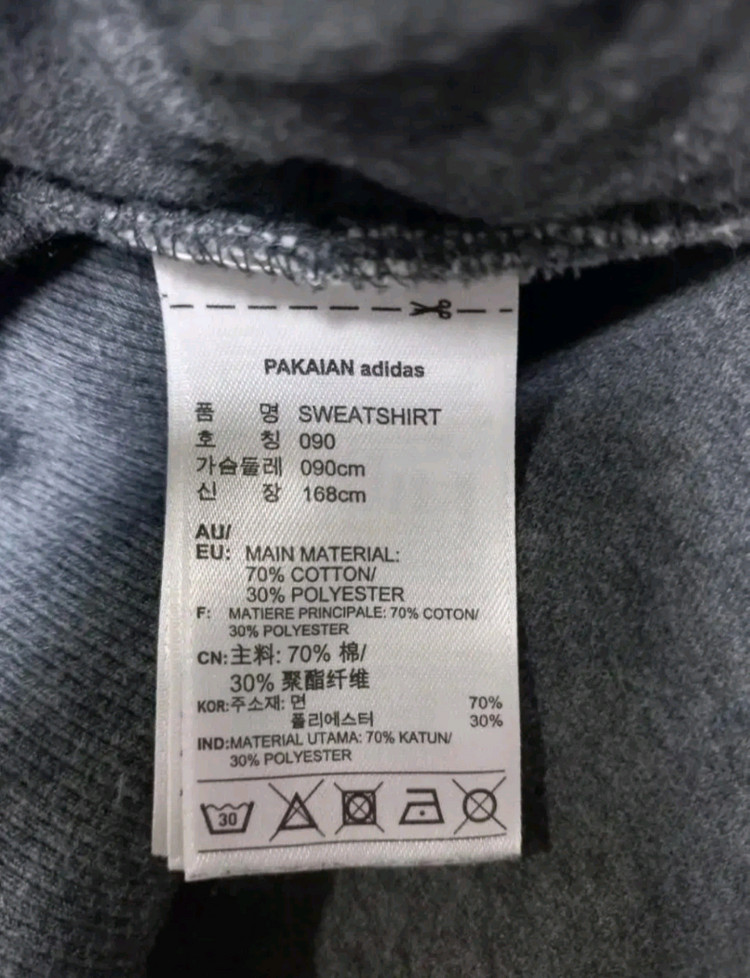 PAKAIAN adidas
품 명 SWEATSHIRT
호 칭 090
가슴둘레 090cm
신 장 168cm
AU/
EU: MAIN MATERIAL:
70% COTTON/
30% POLYESTER
F: MATIERE PRINCIPALE: 70% COTON/
30% POLYESTER
CN: 主料: 70% 棉/
30% 聚酯纤维
KOR: 주소재: 면 70%
폴리에스터 30%
IND: MATERIAL UTAMA: 70% KATUN/
30% POLYESTER
30